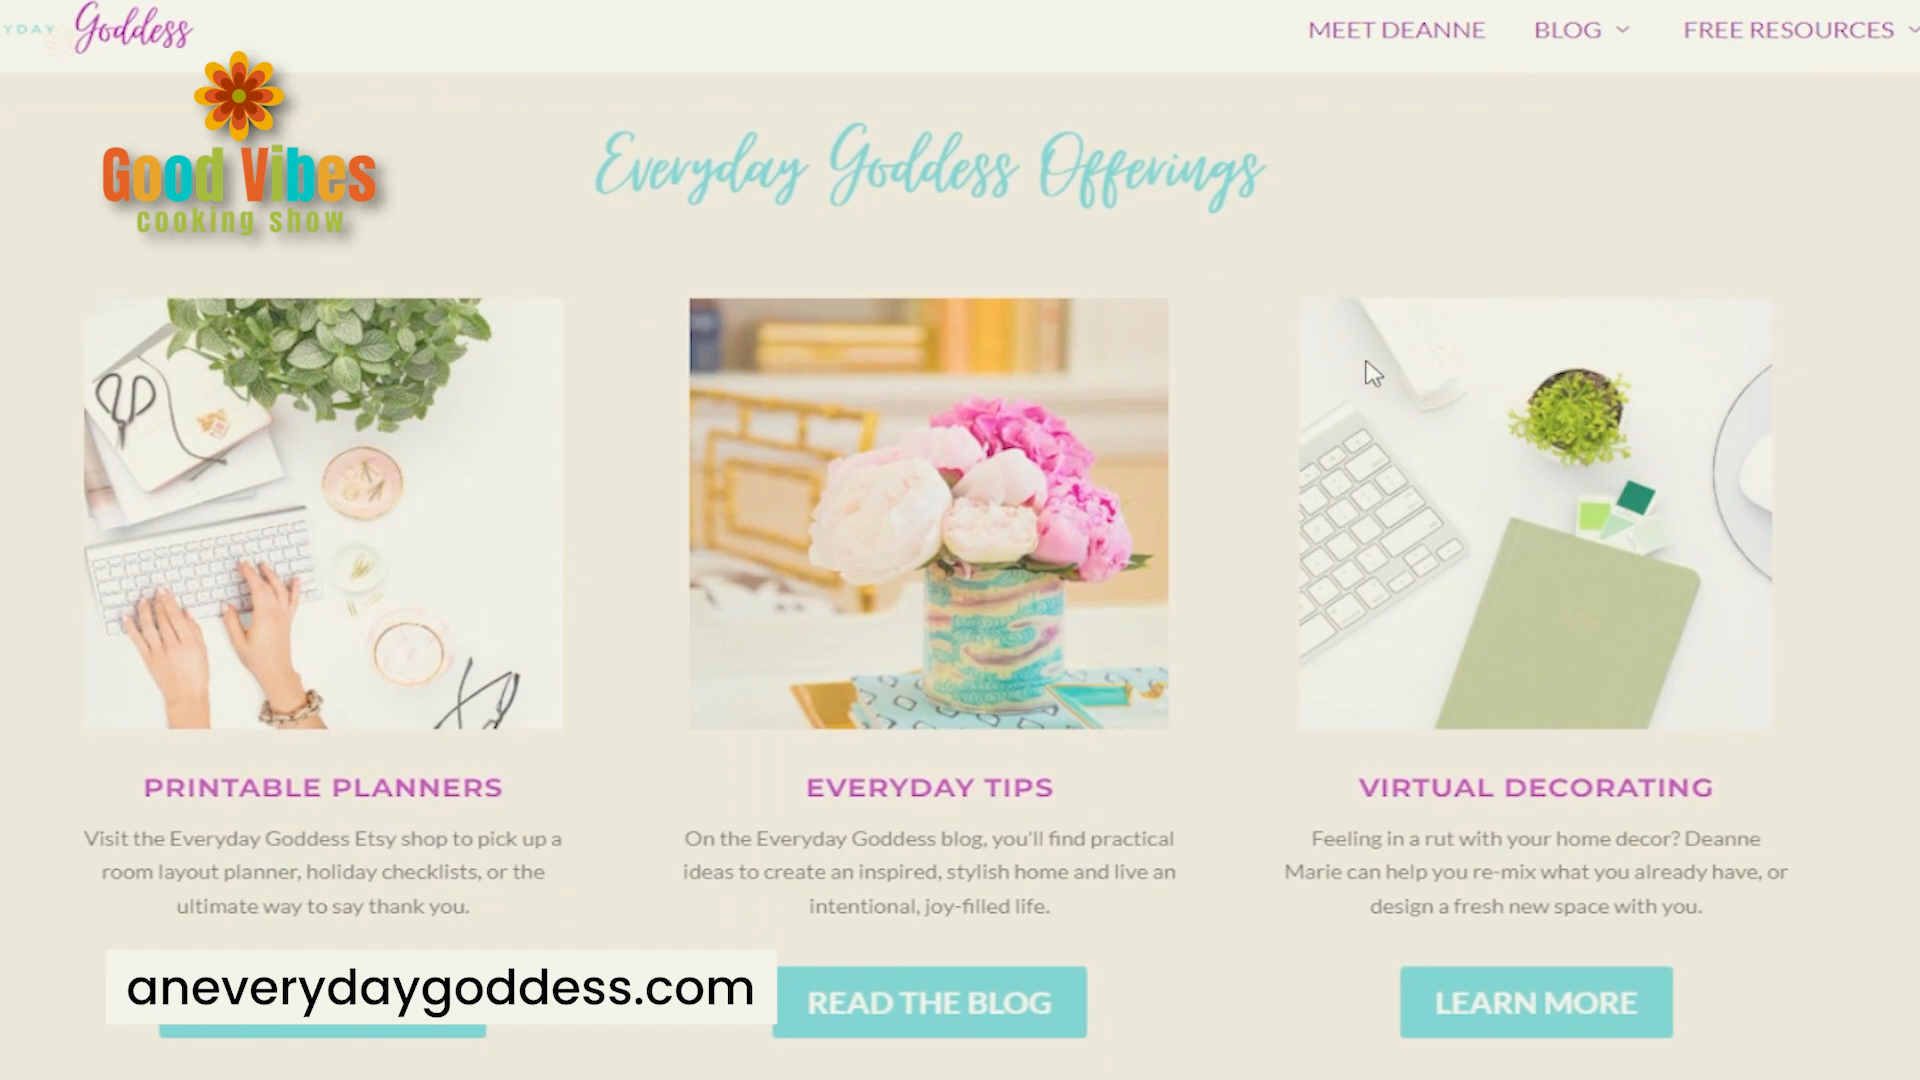 YDAY Goddess
MEET DEANNE
BLOG
FREE RESOURCES
Good Vibes
cooking show
Everyday Goddess Offerings
PRINTABLE PLANNERS
Visit the Everyday Goddess Etsy shop to pick up a
room layout planner, holiday checklists, or the
ultimate way to say thank you.
EVERYDAY TIPS
On the Everyday Goddess blog, you'll find practical
ideas to create an inspired, stylish home and live an
intentional, joy-filled life.
READ THE BLOG
VIRTUAL DECORATING
Feeling in a rut with your home decor? Deanne
Marie can help you re-mix what you already have, or
design a fresh new space with you.
LEARN MORE
aneverydaygoddess.com